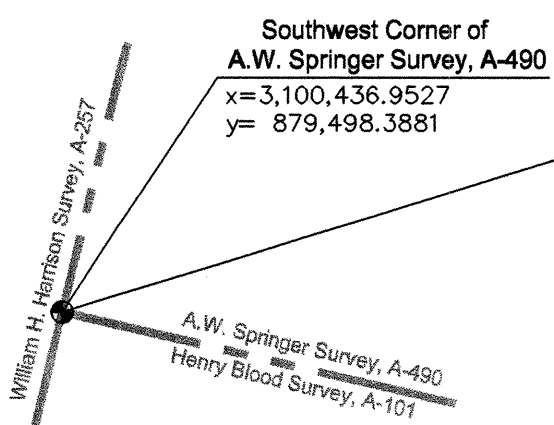 Southwest Corner of
A.W. Springer Survey, A-490
x=3,100,436.9527
y= 879,498.3881
William H. Harrison Survey, A-257
A.W. Springer Survey, A-490
Henry Blood Survey, A-101